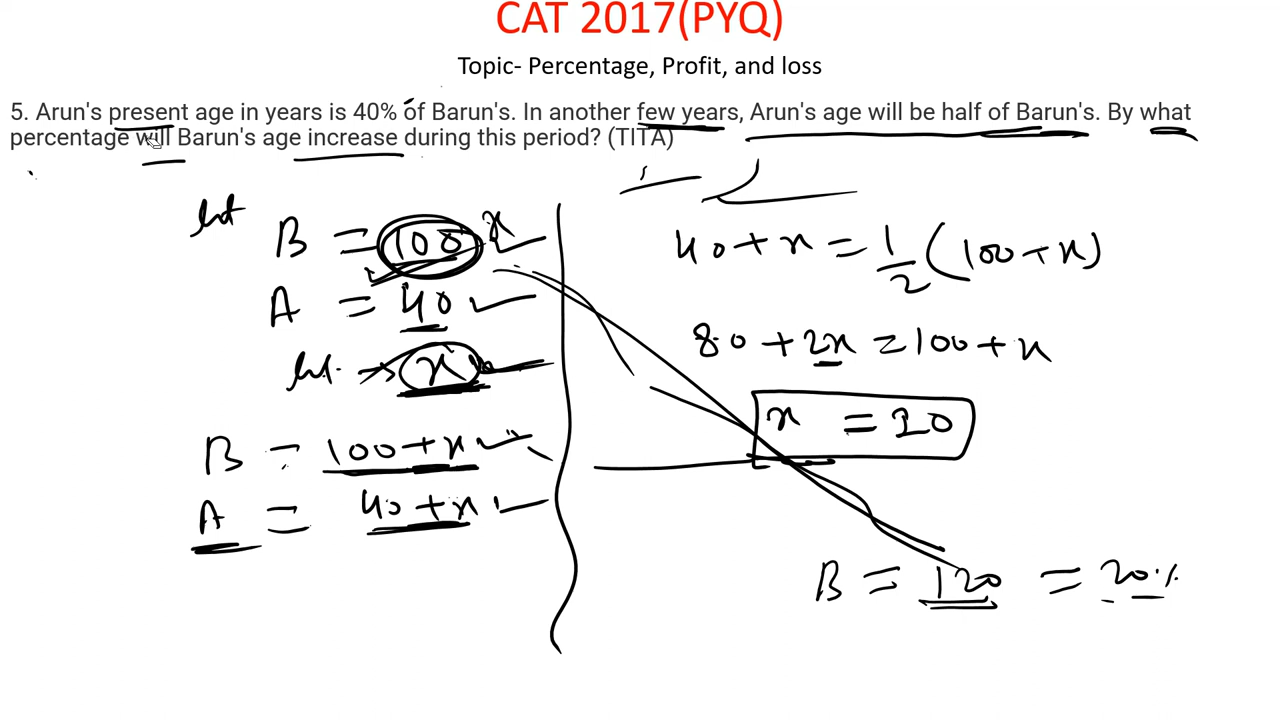 CAT 2017(PYQ)
Topic- Percentage, Profit, and loss
5. Arun's present age in years is 40% of Barun's. In another few years, Arun's age will be half of Barun's. By what
percentage will Barun's age increase during this period? (TITA)
let
B = 100 x
A = 40
let → x
B = 100 + x
A = 40 + x
40 + x = 1/2 (100 + x)
80 + 2x = 100 + x
x = 20
B = 120 = 20%